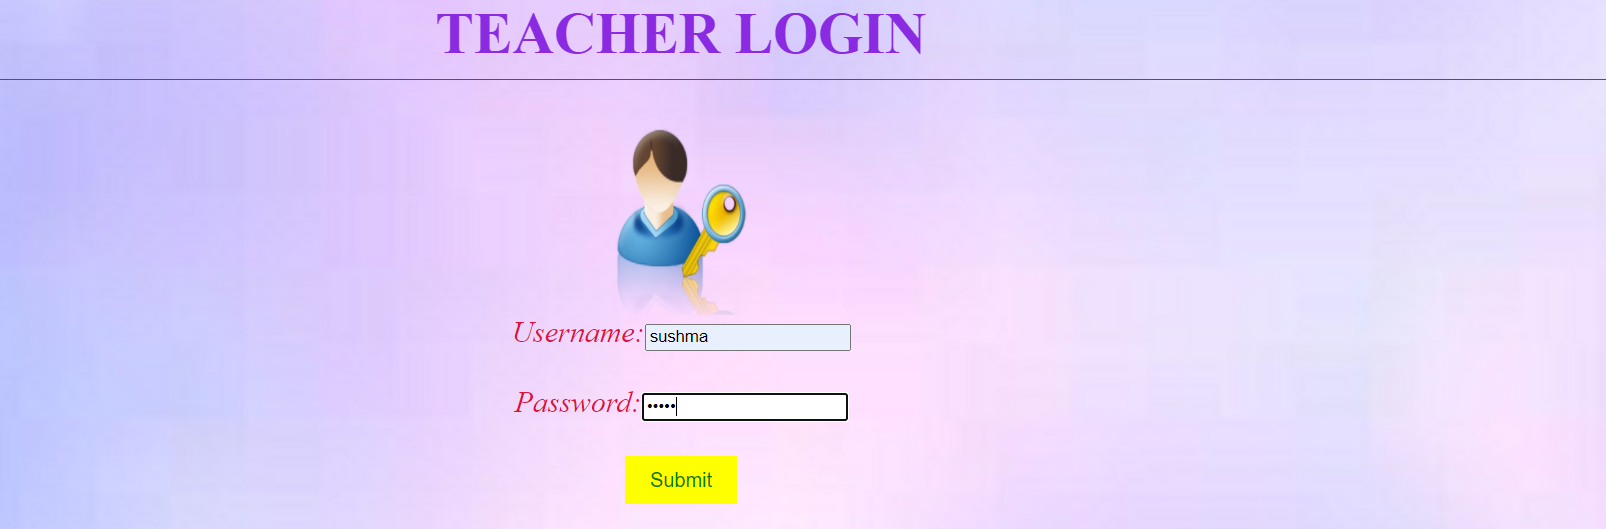 TEACHER LOGIN
Username: sushma
Password: •••••
Submit